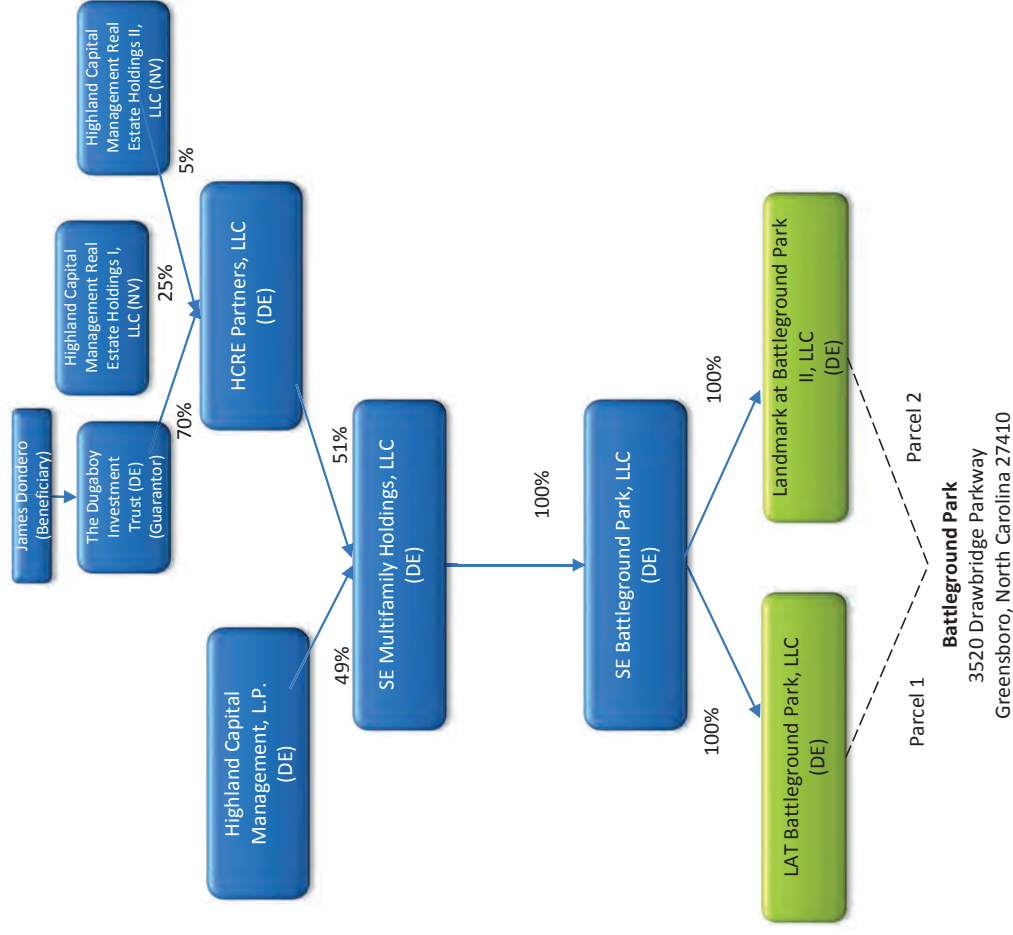 James Dondero
(Beneficiary)
The Dugaboy
Investment
Trust (DE)
(Guarantor)
Highland Capital
Management Real
Estate Holdings I,
LLC (NV)
Highland Capital
Management Real
Estate Holdings II,
LLC (NV)
70%
25%
5%
Highland Capital
Management, L.P.
(DE)
HCRE Partners, LLC
(DE)
49%
51%
SE Multifamily Holdings, LLC
(DE)
100%
SE Battleground Park, LLC
(DE)
100%
100%
LAT Battleground Park, LLC
(DE)
Landmark at Battleground Park
II, LLC
(DE)
Parcel 1
Parcel 2
Battleground Park
3520 Drawbridge Parkway
Greensboro, North Carolina 27410